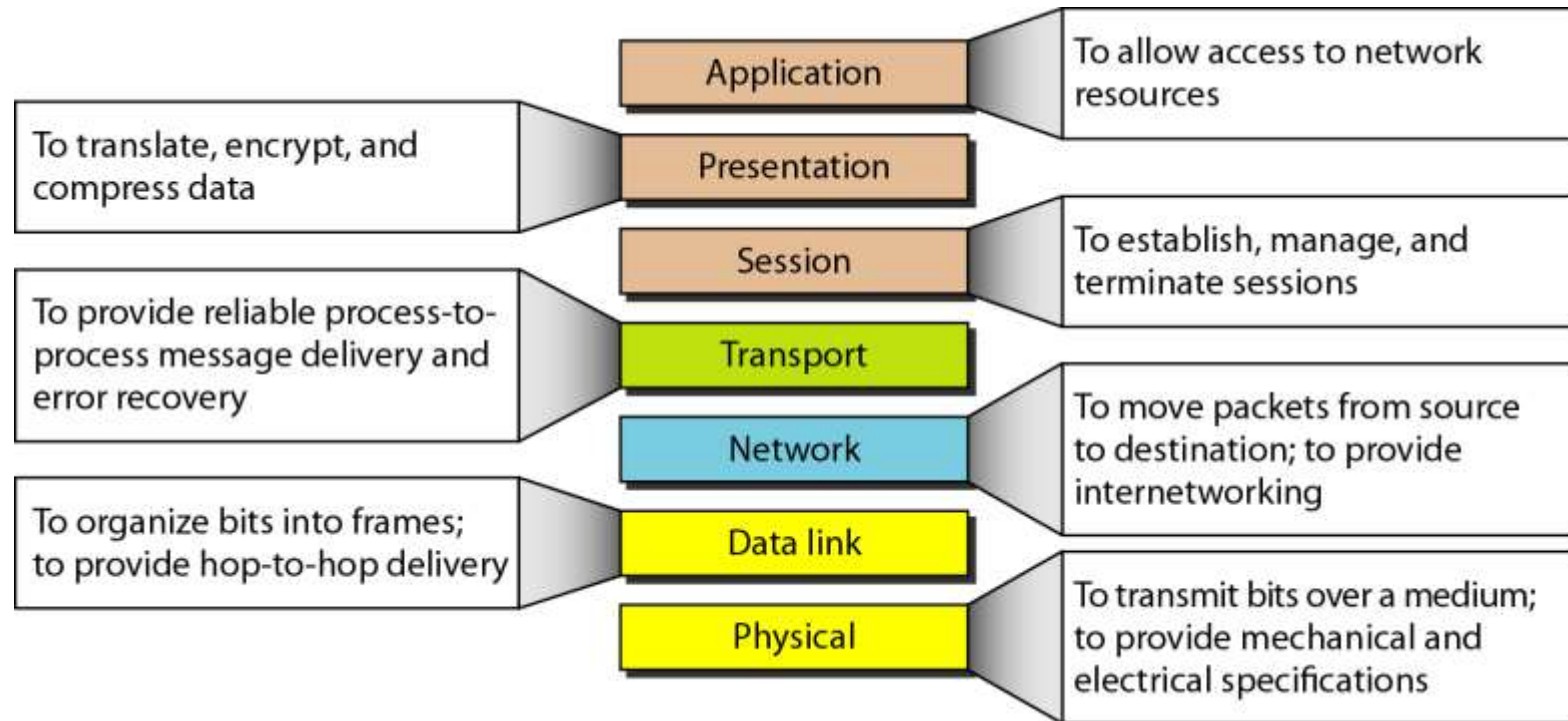 Application
To allow access to network
resources
To translate, encrypt, and
compress data
Presentation
Session
To establish, manage, and
terminate sessions
To provide reliable process-to-
process message delivery and
error recovery
Transport
Network
To move packets from source
to destination; to provide
internetworking
To organize bits into frames;
to provide hop-to-hop delivery
Data link
Physical
To transmit bits over a medium;
to provide mechanical and
electrical specifications